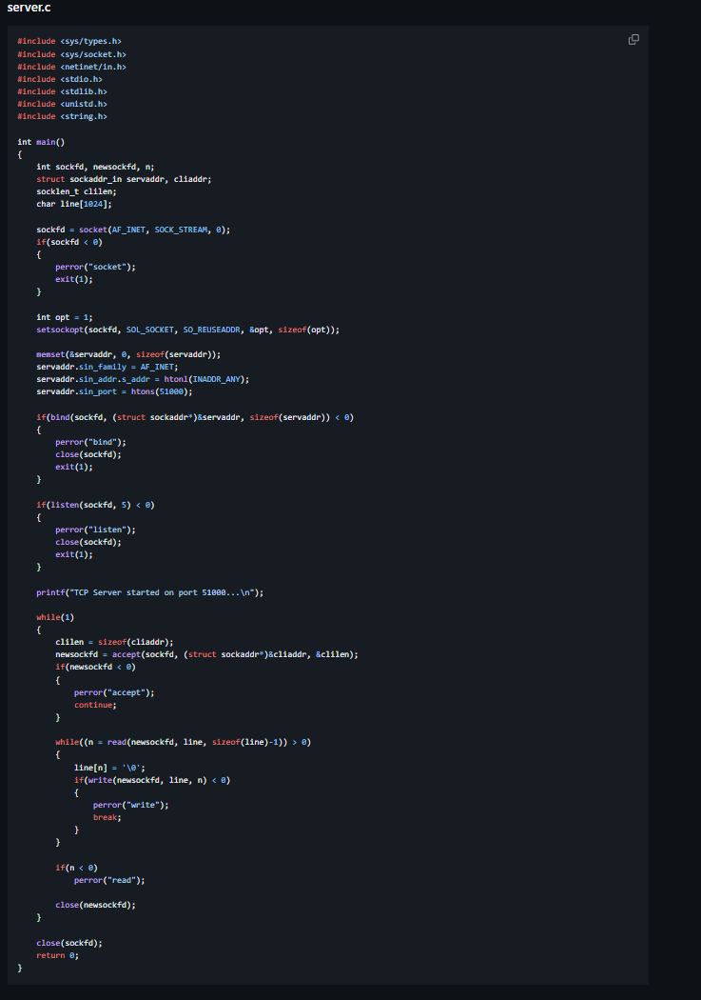 server.c
#include <sys/types.h>
#include <sys/socket.h>
#include <netinet/in.h>
#include <stdio.h>
#include <stdlib.h>
#include <unistd.h>
#include <string.h>
int main()
{
    int sockfd, newsockfd, n;
    struct sockaddr_in servaddr, cliaddr;
    socklen_t clilen;
    char line[1024];
    sockfd = socket(AF_INET, SOCK_STREAM, 0);
    if(sockfd < 0)
    {
        perror("socket");
        exit(1);
    }
    int opt = 1;
    setsockopt(sockfd, SOL_SOCKET, SO_REUSEADDR, &opt, sizeof(opt));
    memset(&servaddr, 0, sizeof(servaddr));
    servaddr.sin_family = AF_INET;
    servaddr.sin_addr.s_addr = htonl(INADDR_ANY);
    servaddr.sin_port = htons(51000);
    if(bind(sockfd, (struct sockaddr*)&servaddr, sizeof(servaddr)) < 0)
    {
        perror("bind");
        close(sockfd);
        exit(1);
    }
    if(listen(sockfd, 5) < 0)
    {
        perror("listen");
        close(sockfd);
        exit(1);
    }
    printf("TCP Server started on port 51000...\n");
    while(1)
    {
        clilen = sizeof(cliaddr);
        newsockfd = accept(sockfd, (struct sockaddr*)&cliaddr, &clilen);
        if(newsockfd < 0)
        {
            perror("accept");
            continue;
        }
        while((n = read(newsockfd, line, sizeof(line)-1)) > 0)
        {
            line[n] = '\0';
            if(write(newsockfd, line, n) < 0)
            {
                perror("write");
                break;
            }
        }
        if(n < 0)
            perror("read");
        close(newsockfd);
    }
    close(sockfd);
    return 0;
}